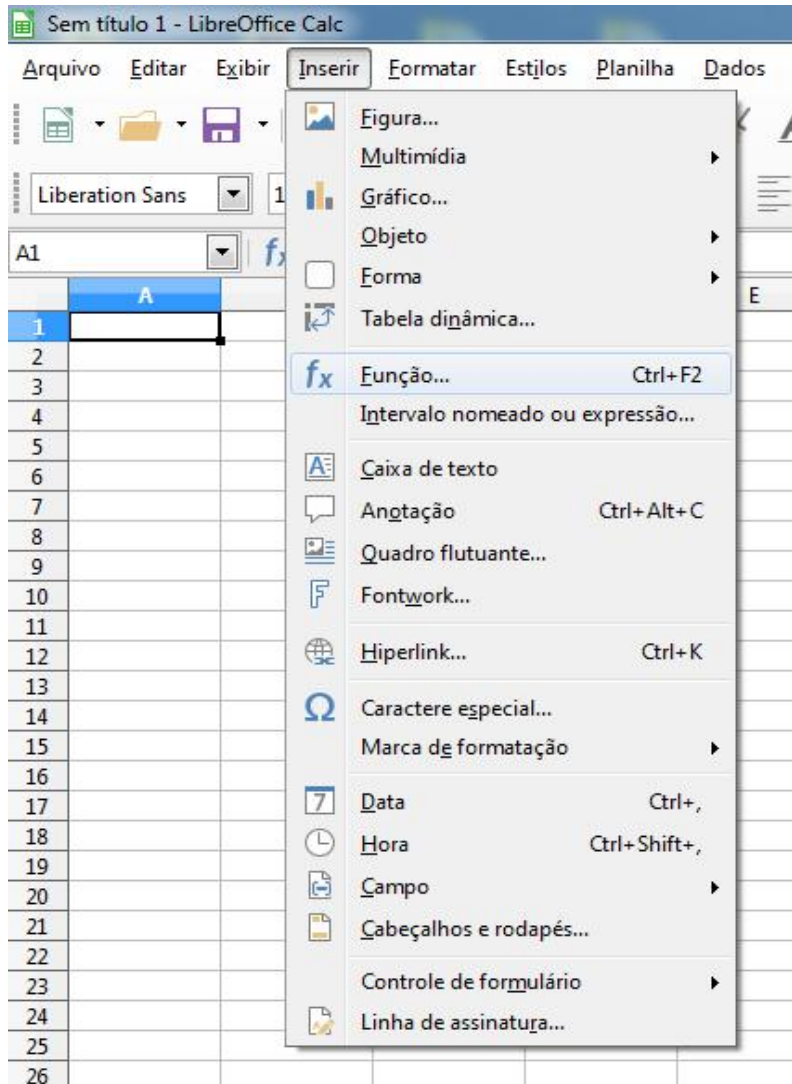 Sem título 1 - LibreOffice Calc
Arquivo Editar Exibir Inserir Formatar Estilos Planilha Dados
Figura...
Multimídia
Liberation Sans 1
Gráfico...
Objeto
A1 fx
Forma
A E
Tabela dinâmica...
1
2
fx Função... Ctrl+F2
3
4
Intervalo nomeado ou expressão...
5
6
Caixa de texto
7
Anotação Ctrl+Alt+C
8
9
Quadro flutuante...
10
Fontwork...
11
12
Hiperlink... Ctrl+K
13
14
Ω Caractere especial...
15
Marca de formatação
16
17
7 Data Ctrl+,
18
Hora Ctrl+Shift+,
19
20
Campo
21
Cabeçalhos e rodapés...
22
23
Controle de formulário
24
Linha de assinatura...
25
26